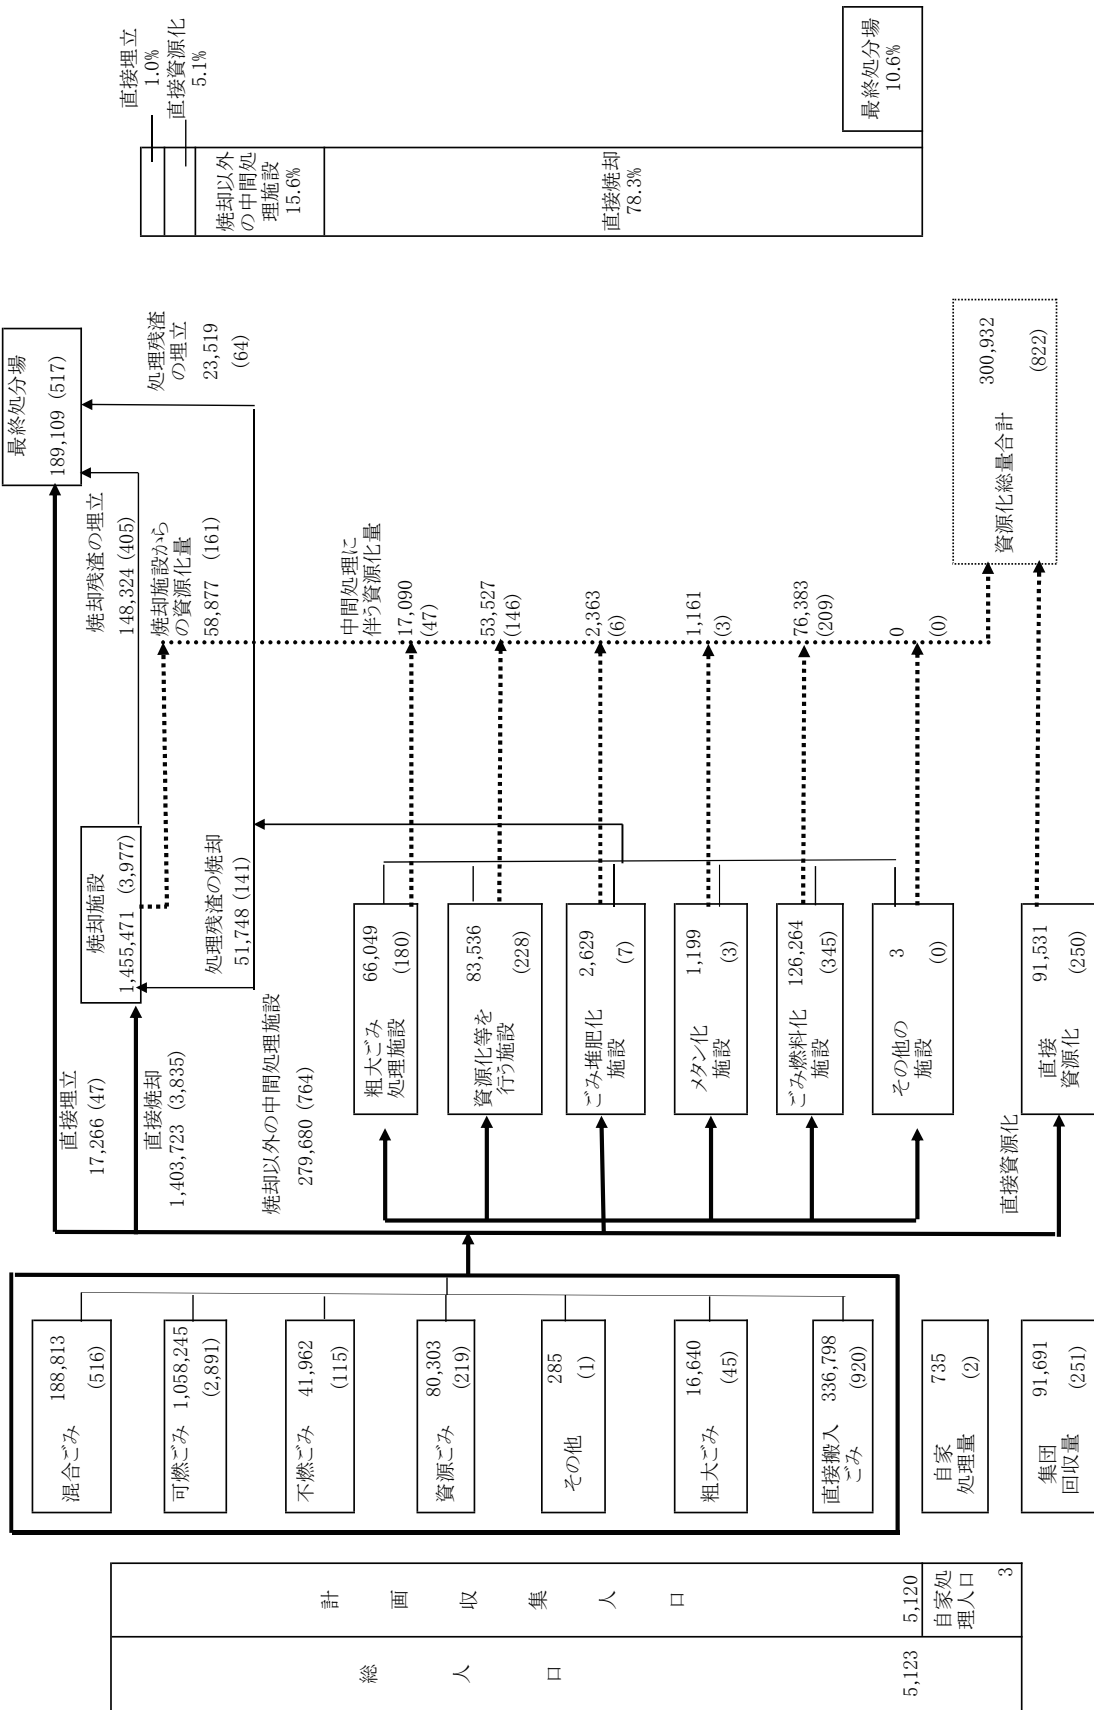 総人口
5,123
計画収集人口
5,120
自家処
理人口
3
混合ごみ
188,813
(516)
可燃ごみ
1,058,245
(2,891)
不燃ごみ
41,962
(115)
資源ごみ
80,303
(219)
その他
285
(1)
粗大ごみ
16,640
(45)
直接搬入
ごみ
336,798
(920)
自家
処理量
735
(2)
集団
回収量
91,691
(251)
直接埋立
17,266 (47)
直接焼却
1,403,723 (3,835)
焼却以外の中間処理施設
279,680 (764)
直接資源化
焼却施設
1,455,471 (3,977)
処理残渣の焼却
51,748 (141)
粗大ごみ
処理施設
66,049
(180)
資源化等を
行う施設
83,536
(228)
ごみ堆肥化
施設
2,629
(7)
メタン化
施設
1,199
(3)
ごみ燃料化
施設
126,264
(345)
その他の
施設
3
(0)
直接
資源化
91,531
(250)
焼却残渣の埋立
148,324 (405)
焼却施設から
の資源化量
58,877 (161)
中間処理に
伴う資源化量
17,090
(47)
53,527
(146)
2,363
(6)
1,161
(3)
76,383
(209)
0
(0)
最終処分場
189,109 (517)
処理残渣
の埋立
23,519
(64)
資源化総量合計
300,932
(822)
直接埋立
1.0%
直接資源化
5.1%
焼却以外
の中間処
理施設
15.6%
直接焼却
78.3%
最終処分場
10.6%